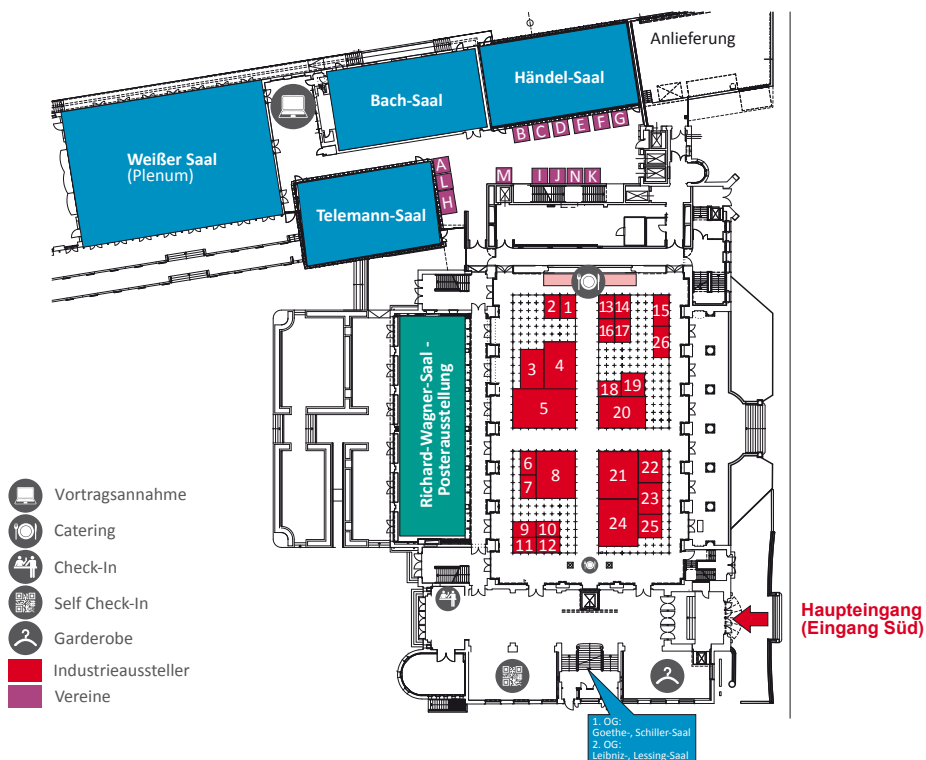 Anlieferung
Händel-Saal
Bach-Saal
Weißer Saal
(Plenum)
B
C
D
E
F
G
A
L
H
M
I
J
N
K
Telemann-Saal
2
1
13
14
15
16
17
26
3
4
18
19
5
20
Richard-Wagner-Saal -
Posterausstellung
6
7
8
21
22
23
24
25
9
10
11
12
Vortragsannahme
Catering
Check-In
Self Check-In
Garderobe
Industrieaussteller
Vereine
Haupteingang
(Eingang Süd)
1. OG:
Goethe-, Schiller-Saal
2. OG:
Leibniz-, Lessing-Saal